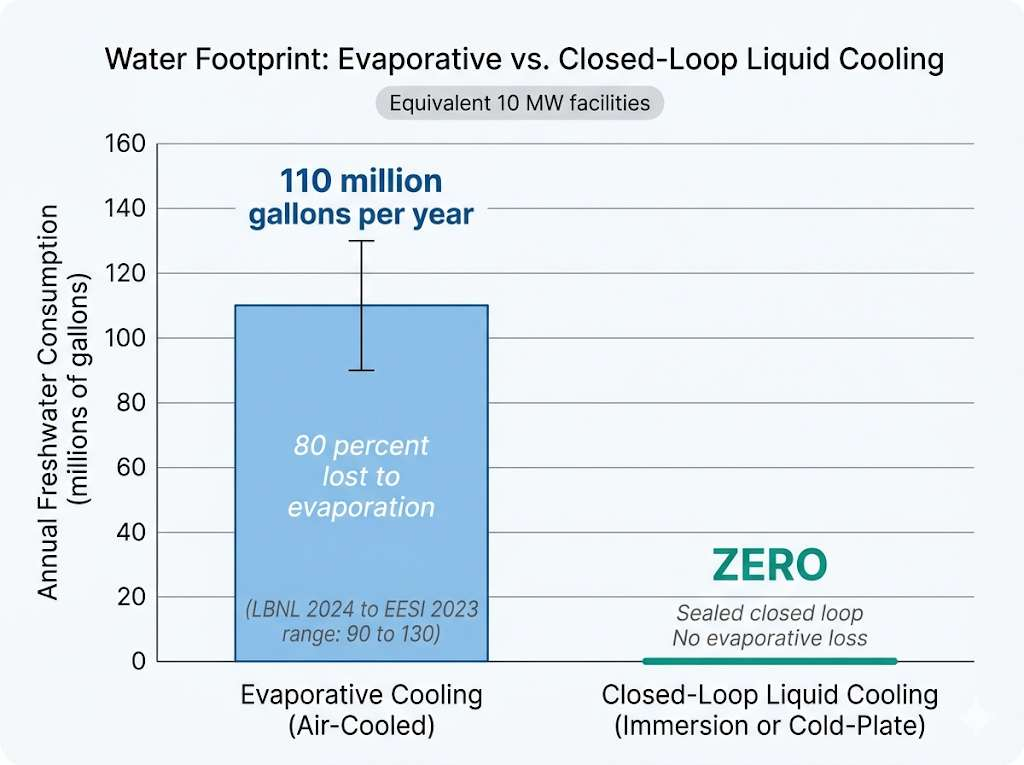 Water Footprint: Evaporative vs. Closed-Loop Liquid Cooling
Equivalent 10 MW facilities
Annual Freshwater Consumption
(millions of gallons)
160
140
120
100
80
60
40
20
0
110 million
gallons per year
80 percent
lost to
evaporation
(LBNL 2024 to EESI 2023
range: 90 to 130)
ZERO
Sealed closed loop
No evaporative loss
Evaporative Cooling
(Air-Cooled)
Closed-Loop Liquid Cooling
(Immersion or Cold-Plate)